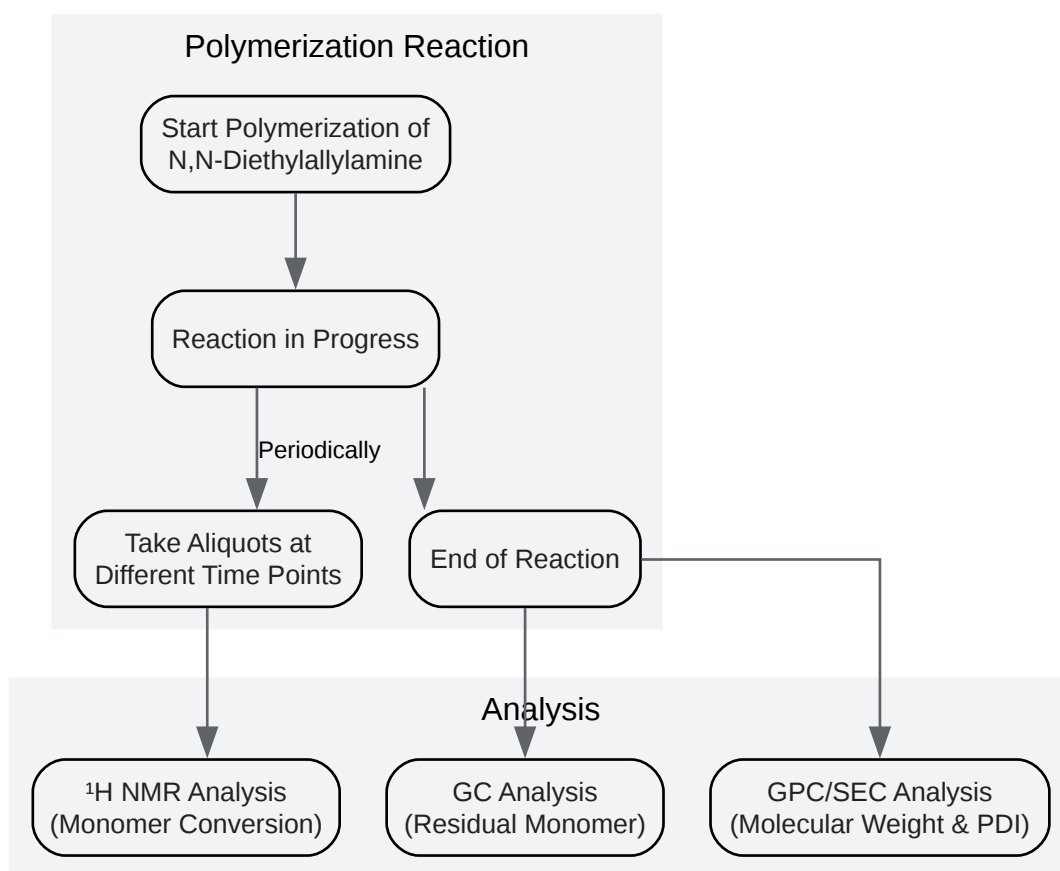 Polymerization Reaction
Start Polymerization of
N,N-Diethylallylamine
Reaction in Progress
Periodically
Take Aliquots at
Different Time Points
End of Reaction
Analysis
¹H NMR Analysis
(Monomer Conversion)
GC Analysis
(Residual Monomer)
GPC/SEC Analysis
(Molecular Weight & PDI)